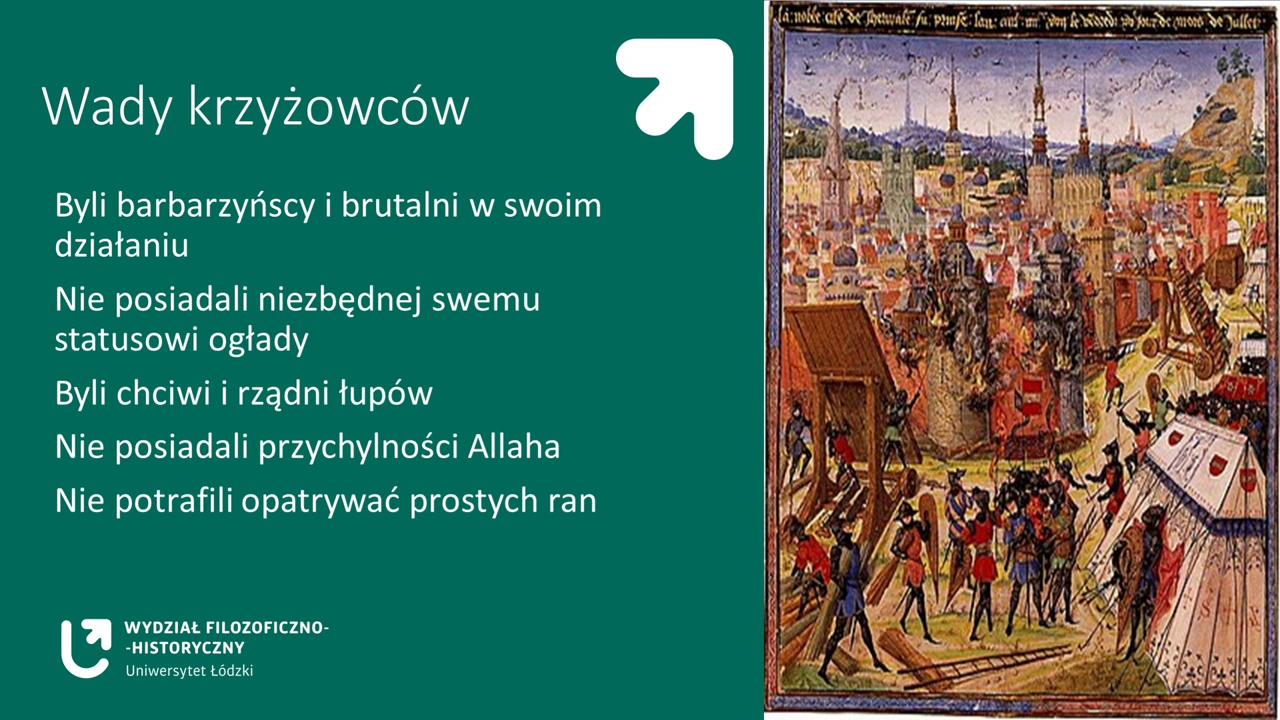 Wady krzyżowców
Byli barbarzyńscy i brutalni w swoim
działaniu
Nie posiadali niezbędnej swemu
statusowi ogłady
Byli chciwi i rządni łupów
Nie posiadali przychylności Allaha
Nie potrafili opatrywać prostych ran
WYDZIAŁ FILOZOFICZNO-
-HISTORYCZNY
Uniwersytet Łódzki